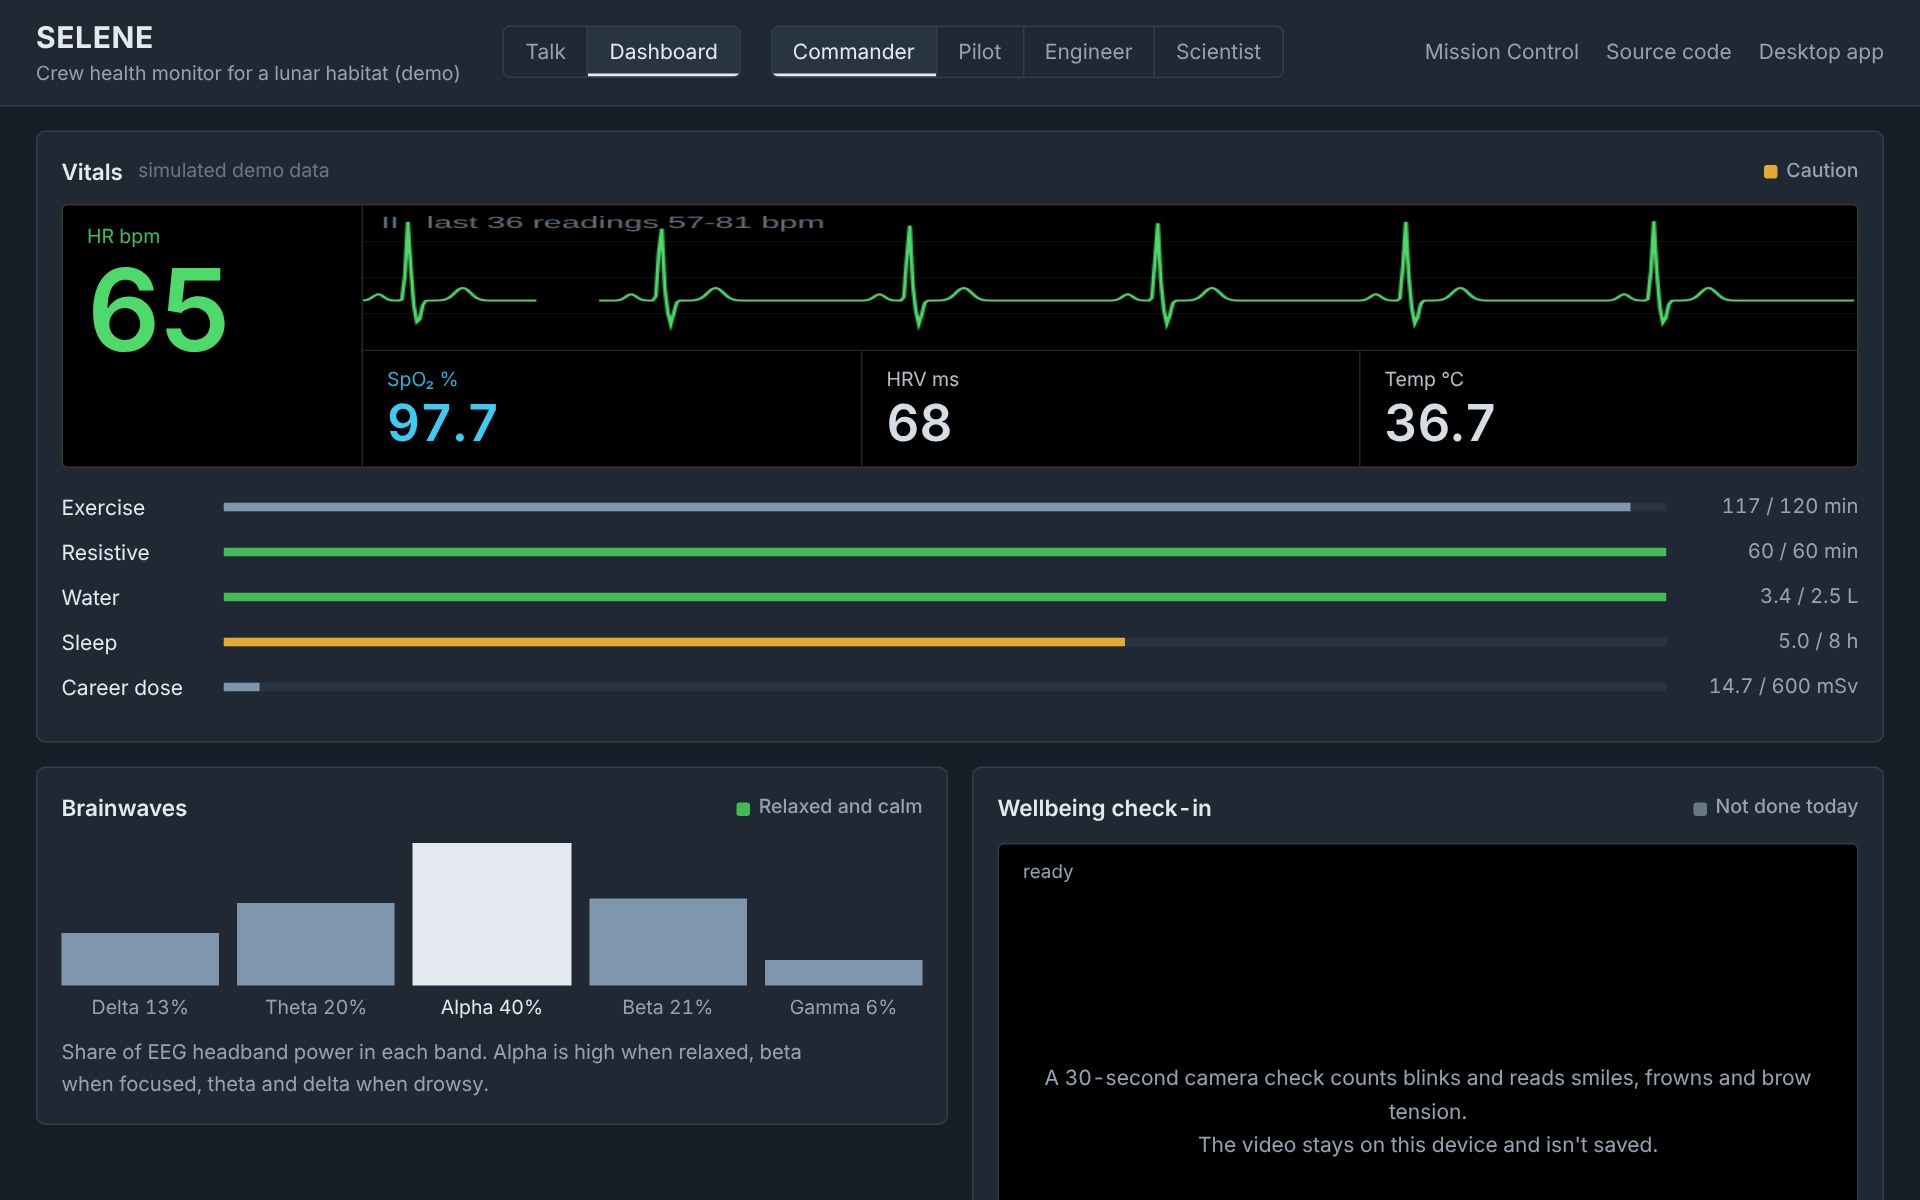 SELENE
Crew health monitor for a lunar habitat (demo)
Talk
Dashboard
Commander
Pilot
Engineer
Scientist
Mission Control
Source code
Desktop app
Vitals
simulated demo data
Caution
HR bpm
65
II
last 36 readings 57-81 bpm
SpO₂ %
97.7
HRV ms
68
Temp °C
36.7
Exercise
117 / 120 min
Resistive
60 / 60 min
Water
3.4 / 2.5 L
Sleep
5.0 / 8 h
Career dose
14.7 / 600 mSv
Brainwaves
Relaxed and calm
Delta 13%
Theta 20%
Alpha 40%
Beta 21%
Gamma 6%
Share of EEG headband power in each band. Alpha is high when relaxed, beta
when focused, theta and delta when drowsy.
Wellbeing check-in
Not done today
ready
A 30-second camera check counts blinks and reads smiles, frowns and brow
tension.
The video stays on this device and isn't saved.